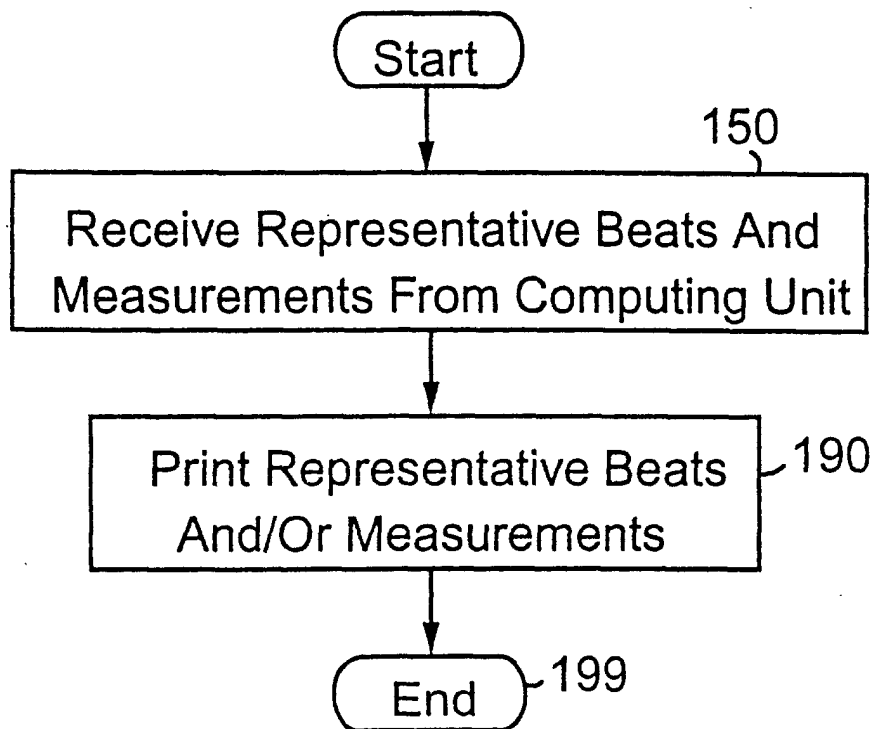 Start
150
Receive Representative Beats And
Measurements From Computing Unit
Print Representative Beats
And/Or Measurements
190
End
199